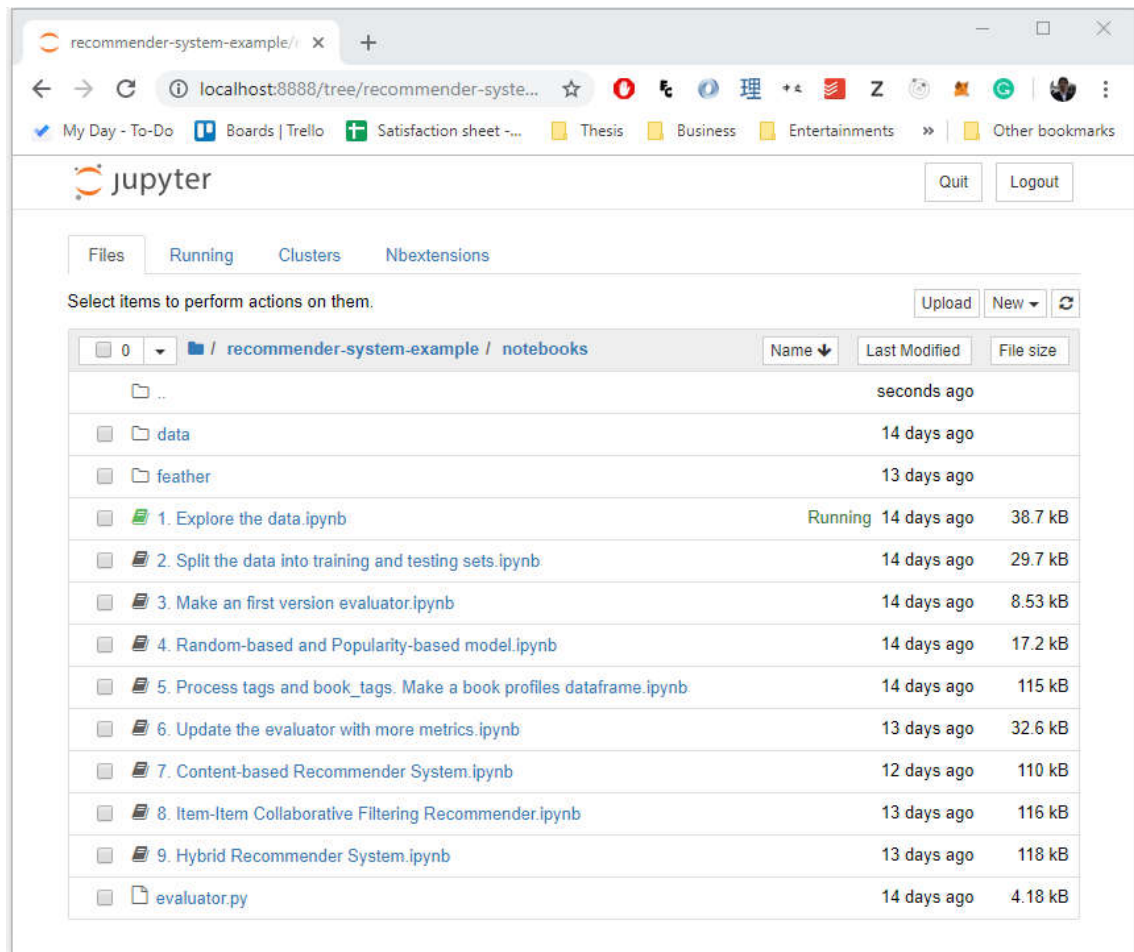 recommender-system-example/
localhost:8888/tree/recommender-syste...
理
Z
G
My Day - To-Do Boards | Trello Satisfaction sheet -... Thesis Business Entertainments » Other bookmarks
jupyter Quit Logout
Files Running Clusters Nbextensions
Select items to perform actions on them. Upload New
0 / recommender-system-example / notebooks Name Last Modified File size
.. seconds ago
data 14 days ago
feather 13 days ago
1. Explore the data.ipynb Running 14 days ago 38.7 kB
2. Split the data into training and testing sets.ipynb 14 days ago 29.7 kB
3. Make an first version evaluator.ipynb 14 days ago 8.53 kB
4. Random-based and Popularity-based model.ipynb 14 days ago 17.2 kB
5. Process tags and book_tags. Make a book profiles dataframe.ipynb 14 days ago 115 kB
6. Update the evaluator with more metrics.ipynb 13 days ago 32.6 kB
7. Content-based Recommender System.ipynb 12 days ago 110 kB
8. Item-Item Collaborative Filtering Recommender.ipynb 13 days ago 116 kB
9. Hybrid Recommender System.ipynb 13 days ago 118 kB
evaluator.py 14 days ago 4.18 kB